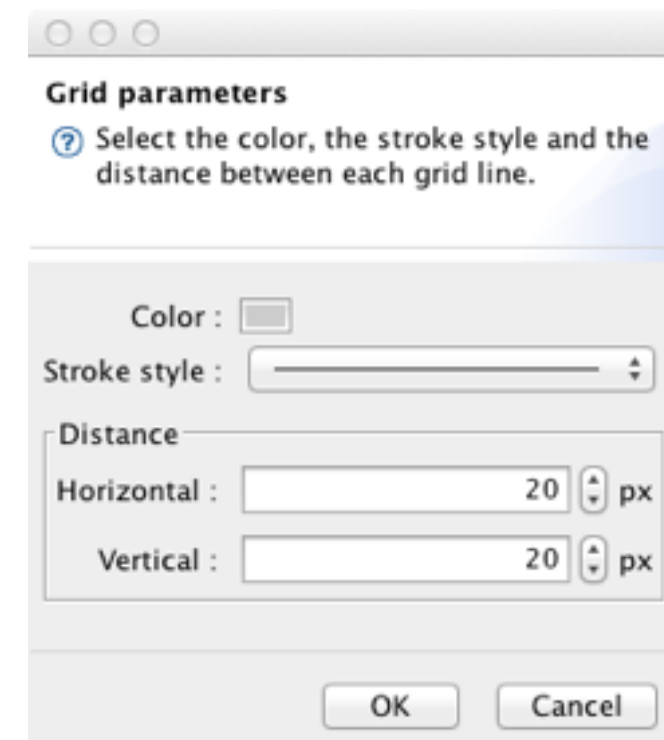 Grid parameters
Select the color, the stroke style and the
distance between each grid line.
Color :
Stroke style :
Distance
Horizontal : 20 px
Vertical : 20 px
OK Cancel